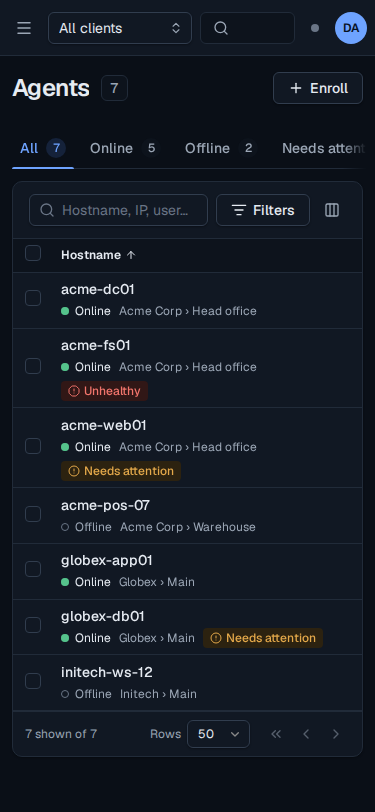 All clients
DA
Agents 7
Enroll
All 7 Online 5 Offline 2 Needs attent
Hostname, IP, user...
Filters
Hostname ↑
acme-dc01
Online Acme Corp › Head office
acme-fs01
Online Acme Corp › Head office
Unhealthy
acme-web01
Online Acme Corp › Head office
Needs attention
acme-pos-07
Offline Acme Corp › Warehouse
globex-app01
Online Globex › Main
globex-db01
Online Globex › Main Needs attention
initech-ws-12
Offline Initech › Main
7 shown of 7 Rows 50